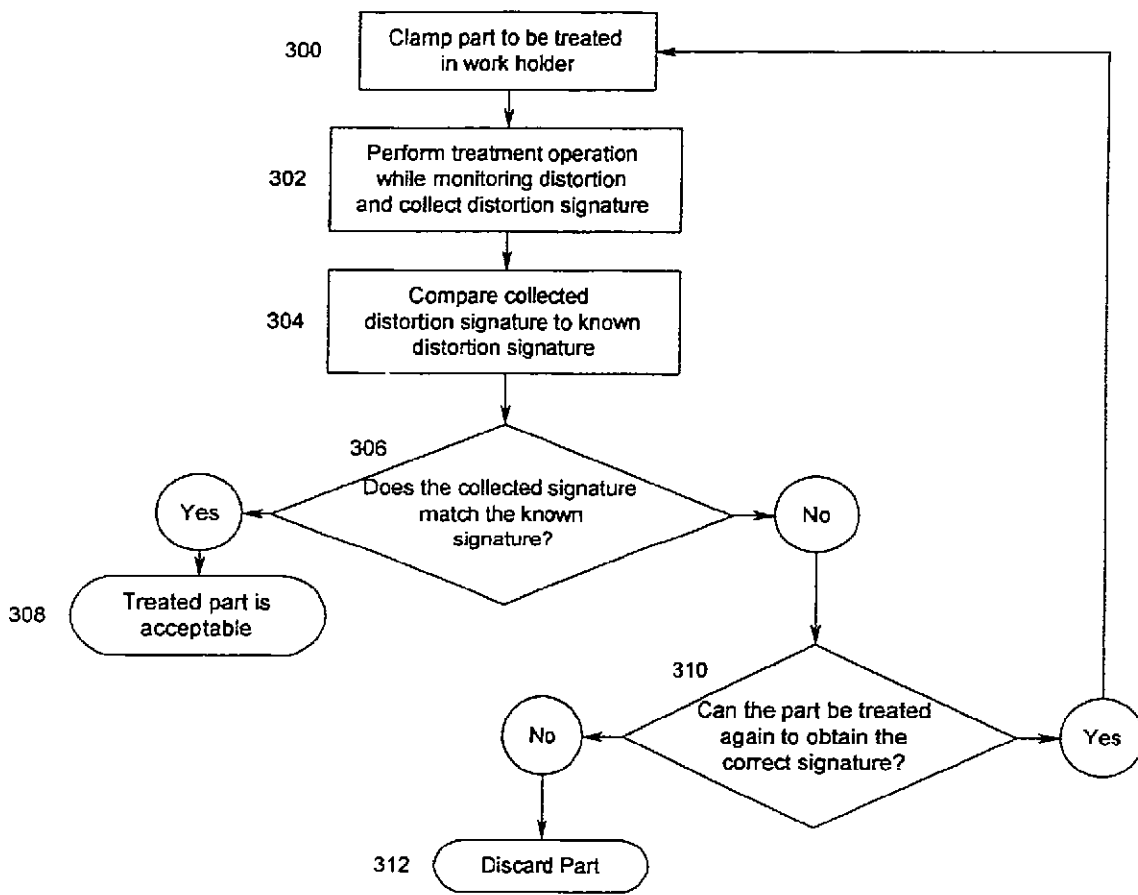 300
Clamp part to be treated
in work holder
302
Perform treatment operation
while monitoring distortion
and collect distortion signature
304
Compare collected
distortion signature to known
distortion signature
306
Does the collected signature
match the known
signature?
Yes
No
308
Treated part is
acceptable
310
Can the part be treated
again to obtain the
correct signature?
No
Yes
312
Discard Part